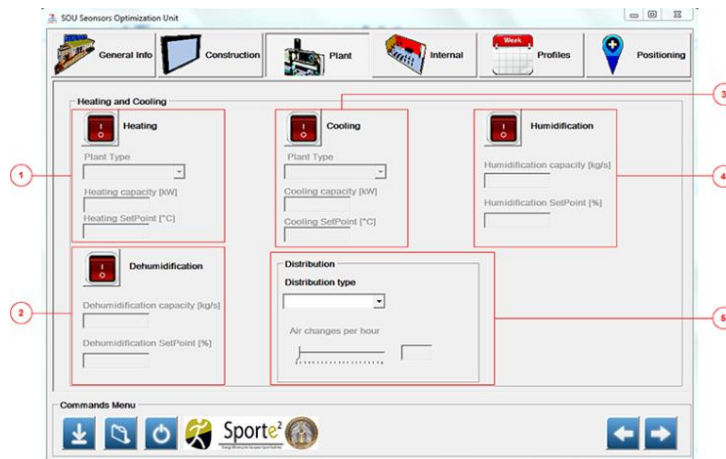 SOU Seonsors Optimization Unit
General Info
Construction
Plant
Internal
Week
Profiles
Positioning
Heating and Cooling
3
Heating
Cooling
Humidification
Plant Type
Plant Type
Humidification capacity [kg/s]
1
4
Heating capacity [kW]
Cooling capacity [kW]
Humidification SetPoint [%]
Heating SetPoint [°C]
Cooling SetPoint [°C]
Dehumidification
Distribution
Distribution type
Dehumidification capacity [kg/s]
2
5
Air changes per hour
Dehumidification SetPoint [%]
Commands Menu
Sporte²